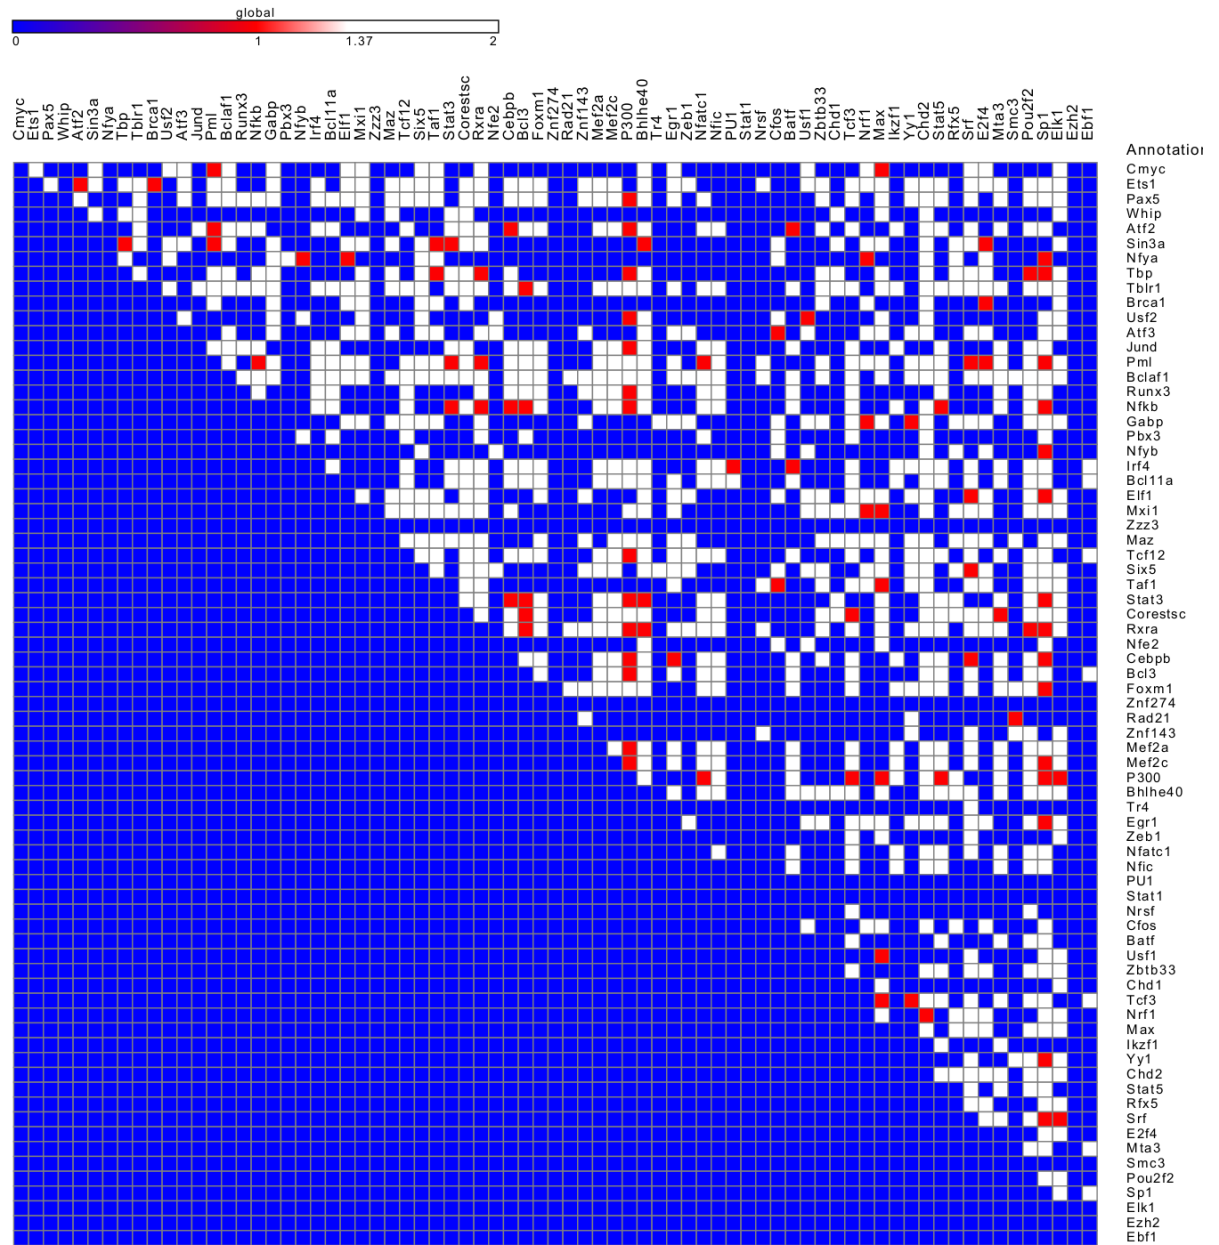 global
0 1 1.37 2
Cmyc Ets1 Pax5 Whip Atf2 Sin3a Nfya Tbp Tblr1 Brca1 Usf2 Atf3 Jund Pml Bclaf1 Runx3 Nfkb Gabp Pbx3 Nfyb Irf4 Bcl11a Elf1 Mxi1 Zzz3 Maz Tcf12 Six5 Taf1 Stat3 Corestsc Rxra Nfe2 Cebpb Bcl3 Foxm1 Znf274 Rad21 Znf143 Mef2a Mef2c P300 Bhlhe40 Tr4 Egr1 Zeb1 Nfatc1 Nfic PU1 Stat1 Nrsf Cfos Batf Usf1 Zbtb33 Chd1 Tcf3 Nrf1 Max Ikzf1 Yy1 Chd2 Stat5 Rfx5 Srf E2f4 Mta3 Smc3 Pou2f2 Sp1 Elk1 Ezh2 Ebf1
Annotation
Cmyc
Ets1
Pax5
Whip
Atf2
Sin3a
Nfya
Tbp
Tblr1
Brca1
Usf2
Atf3
Jund
Pml
Bclaf1
Runx3
Nfkb
Gabp
Pbx3
Nfyb
Irf4
Bcl11a
Elf1
Mxi1
Zzz3
Maz
Tcf12
Six5
Taf1
Stat3
Corestsc
Rxra
Nfe2
Cebpb
Bcl3
Foxm1
Znf274
Rad21
Znf143
Mef2a
Mef2c
P300
Bhlhe40
Tr4
Egr1
Zeb1
Nfatc1
Nfic
PU1
Stat1
Nrsf
Cfos
Batf
Usf1
Zbtb33
Chd1
Tcf3
Nrf1
Max
Ikzf1
Yy1
Chd2
Stat5
Rfx5
Srf
E2f4
Mta3
Smc3
Pou2f2
Sp1
Elk1
Ezh2
Ebf1